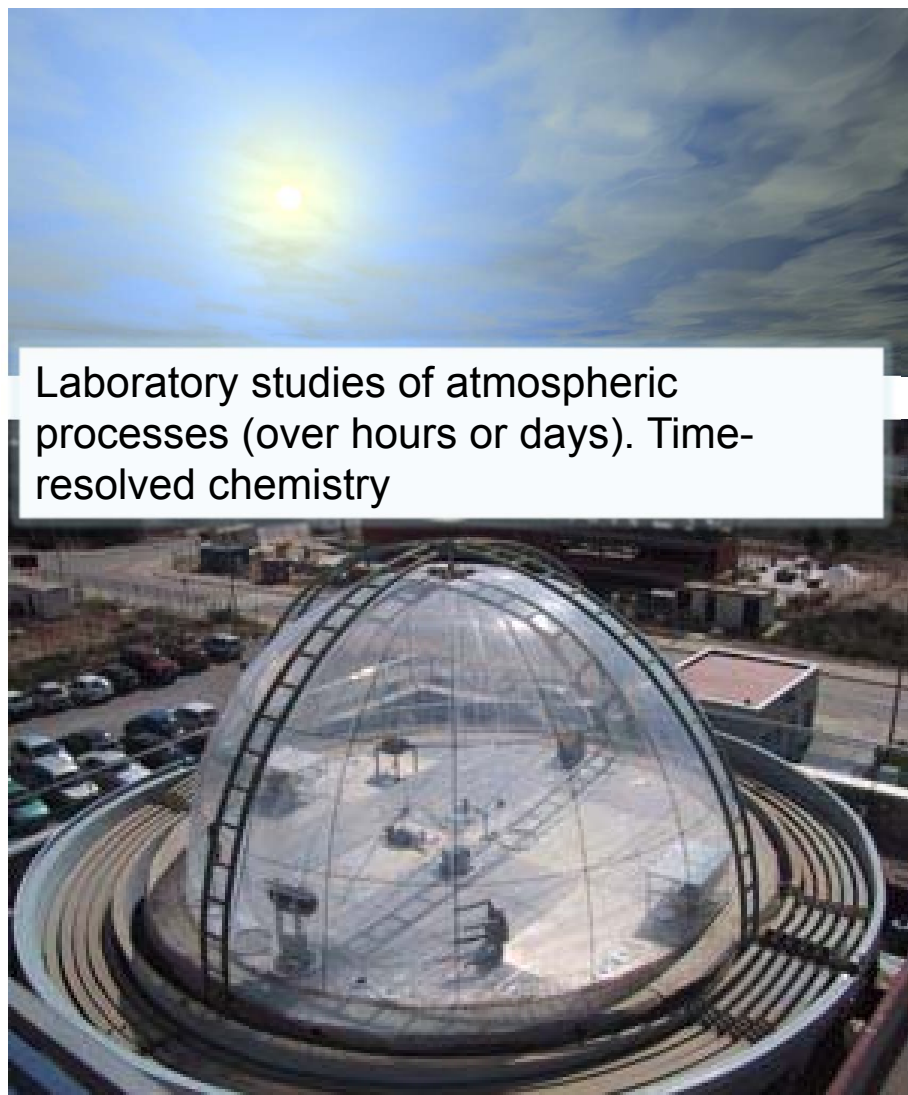 Laboratory studies of atmospheric
processes (over hours or days). Time-
resolved chemistry